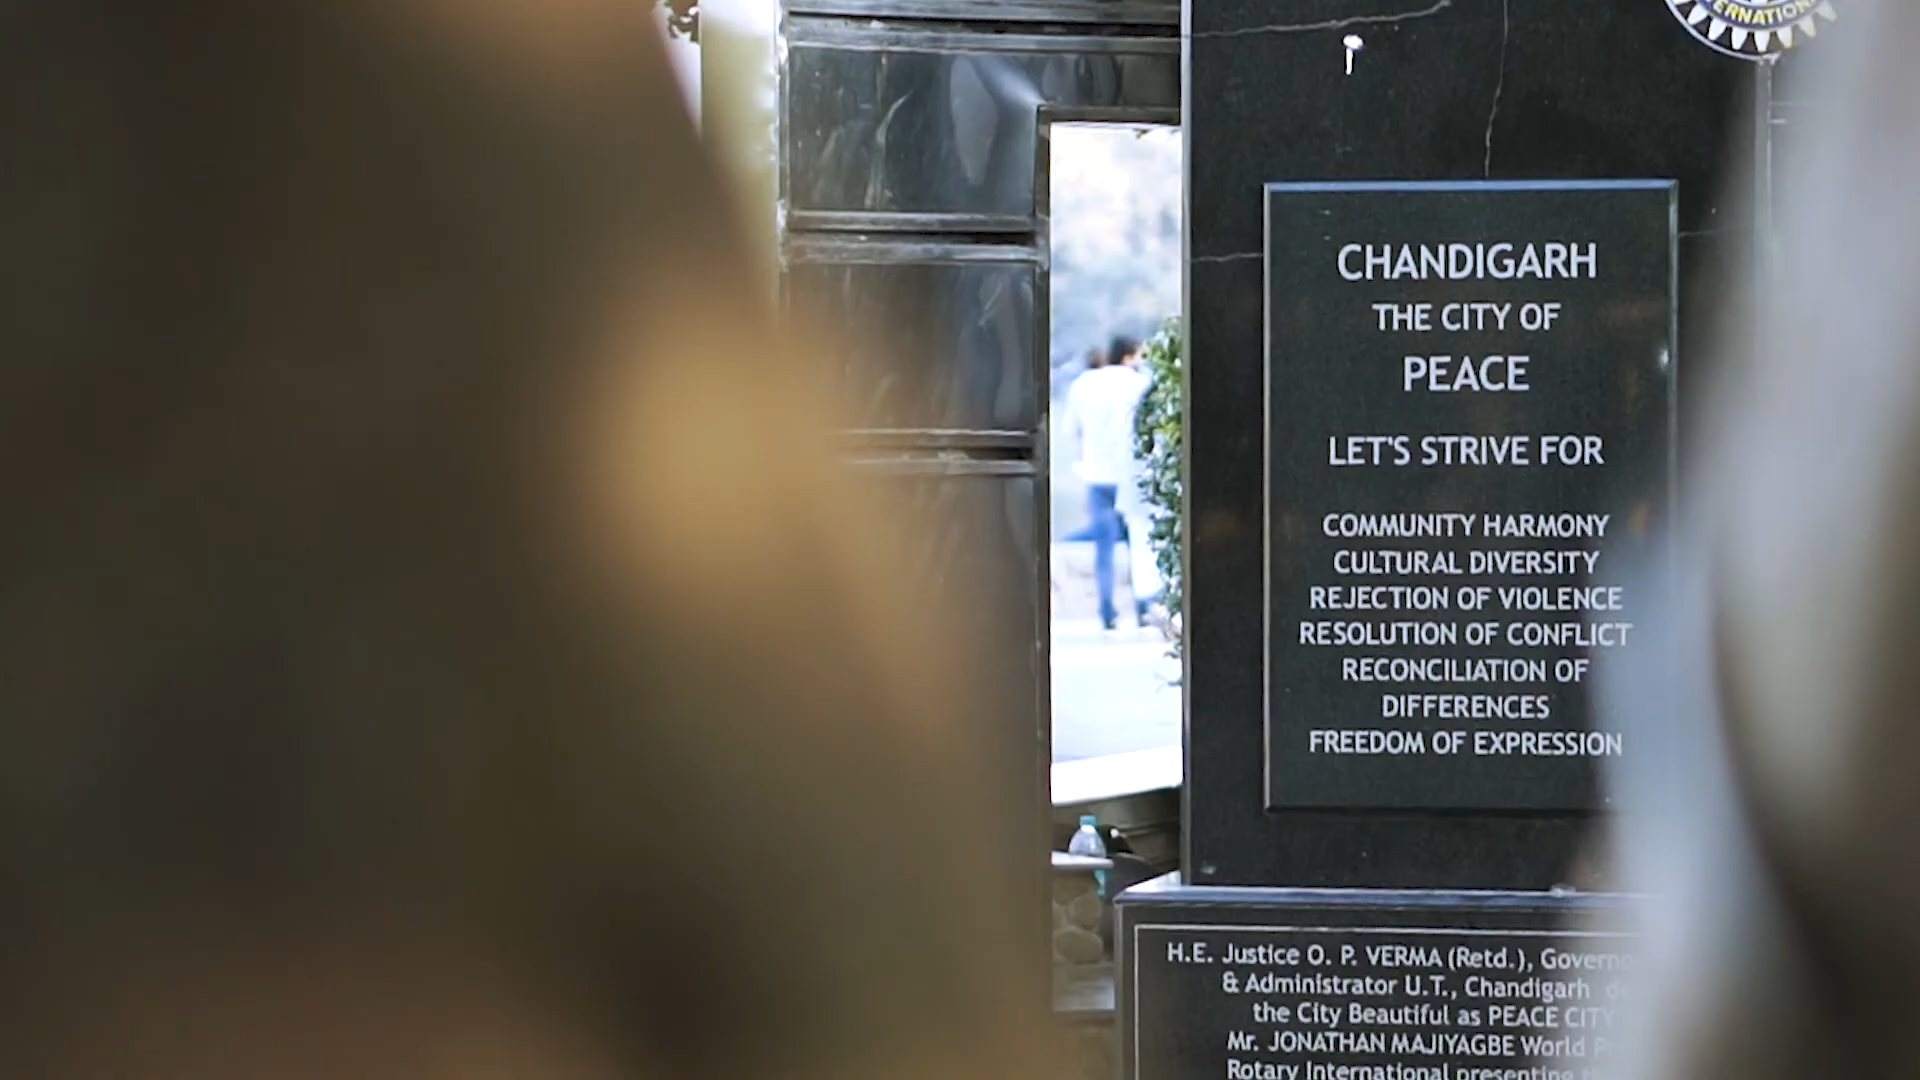 CHANDIGARH
THE CITY OF
PEACE
LET'S STRIVE FOR
COMMUNITY HARMONY
CULTURAL DIVERSITY
REJECTION OF VIOLENCE
RESOLUTION OF CONFLICT
RECONCILIATION OF
DIFFERENCES
FREEDOM OF EXPRESSION
H.E. Justice O. P. VERMA (Retd.),
& Administrator U.T., Chandigarh
the City Beautiful as PEACE CITY
Mr. JONATHAN MAJIYAGBE World
Rotary International presenting